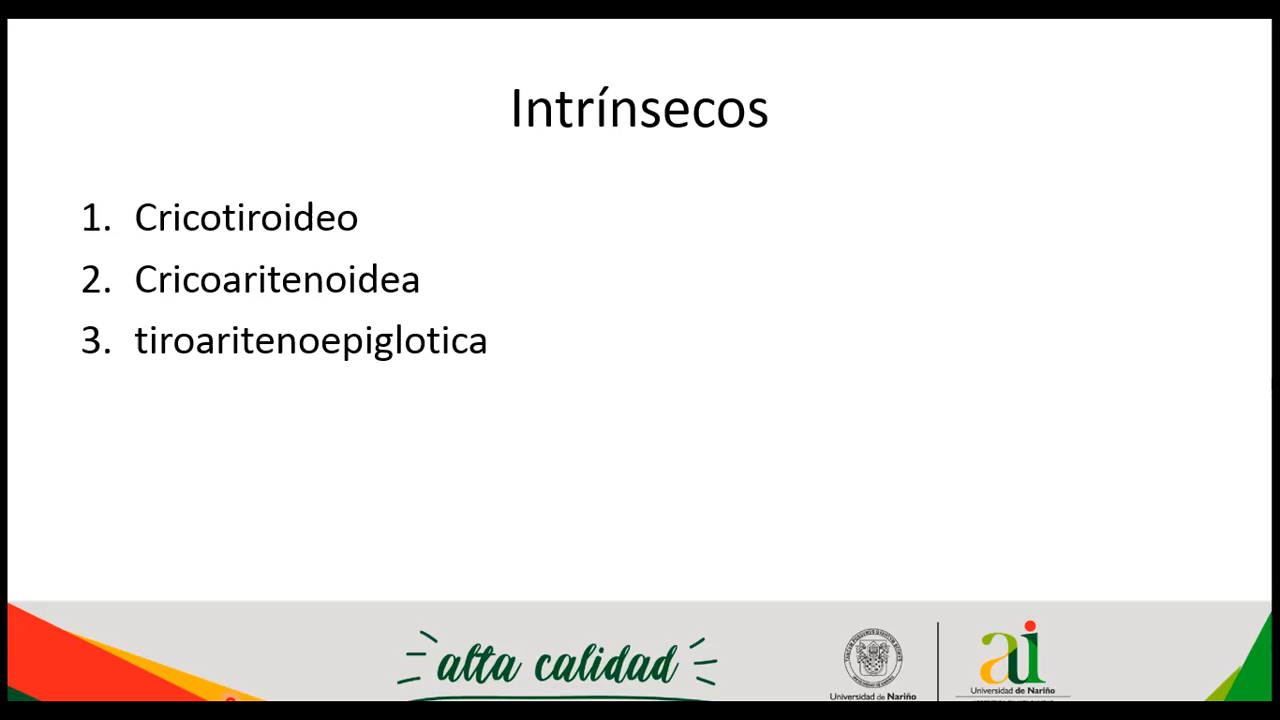 Intrínsecos
1. Cricotiroideo
2. Cricoaritenoidea
3. tiroaritenoepiglotica
alta calidad
Universidad de Nariño
ai
Universidad de Nariño